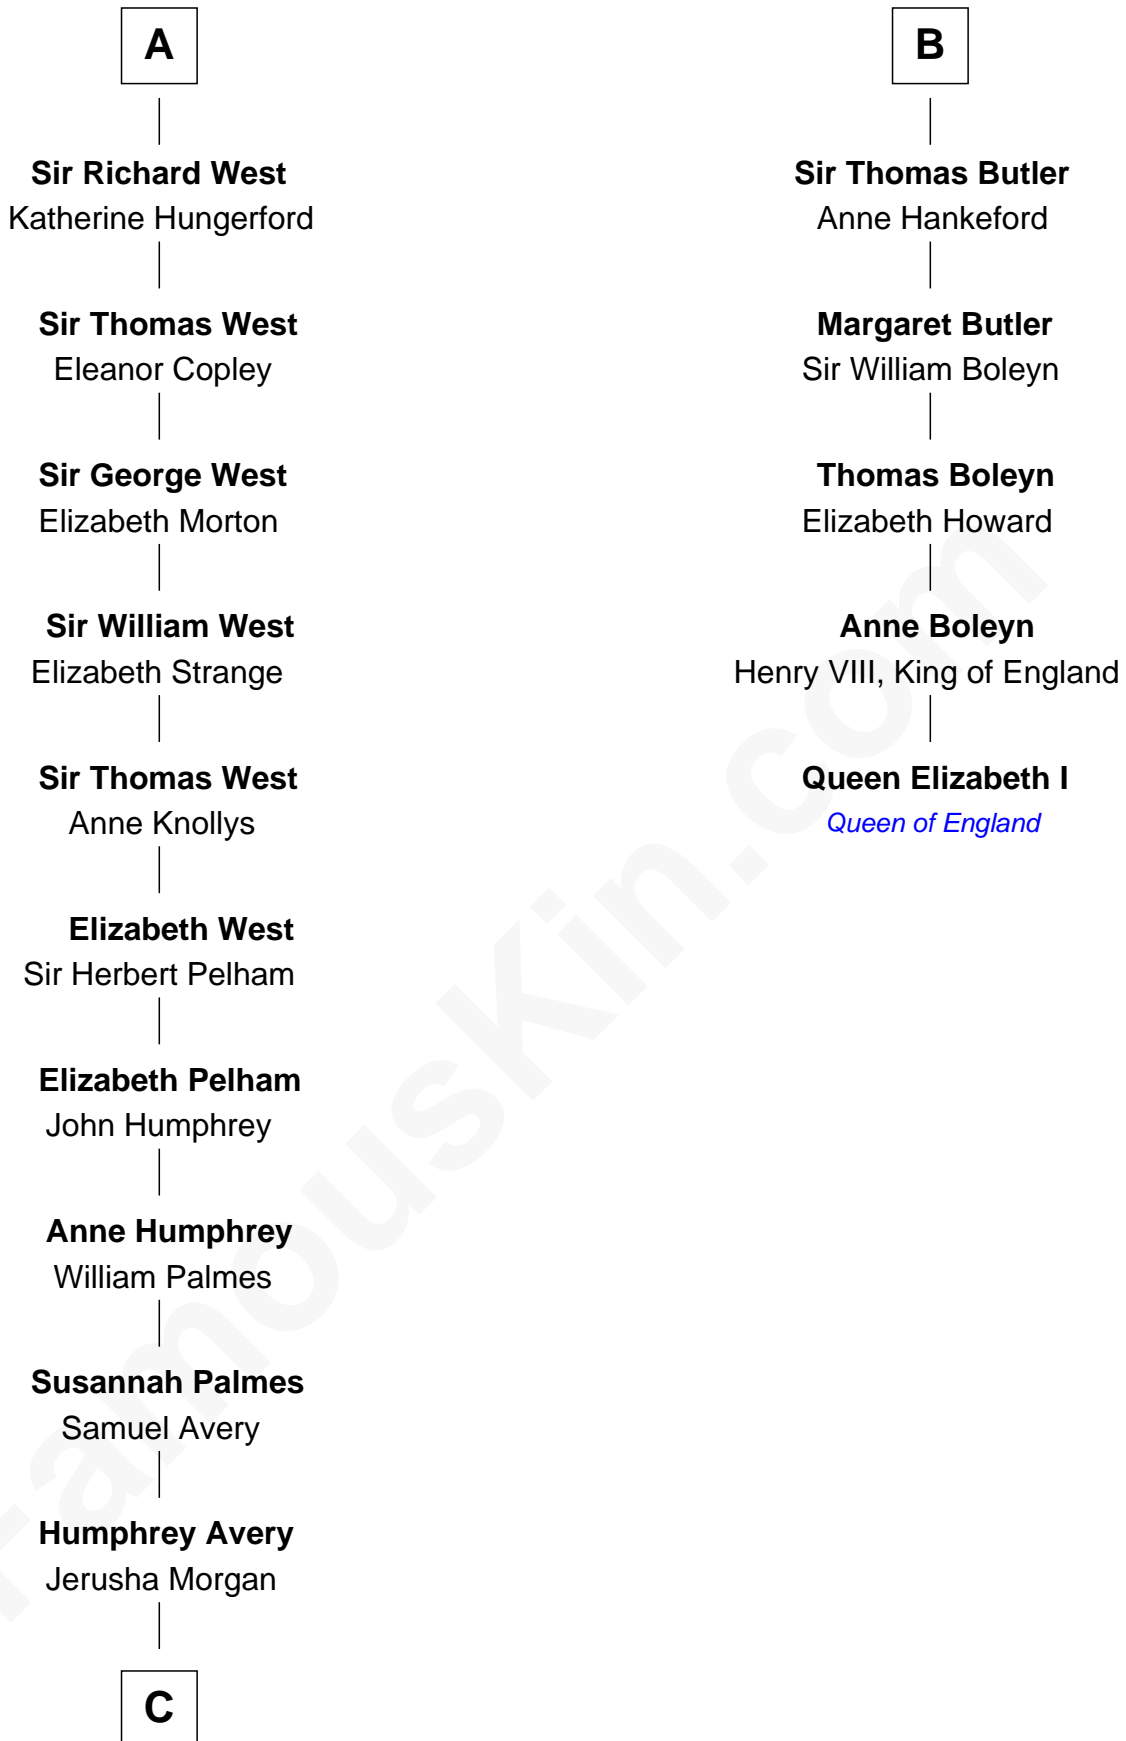 A
Sir Richard West
Katherine Hungerford
Sir Thomas West
Eleanor Copley
Sir George West
Elizabeth Morton
Sir William West
Elizabeth Strange
Sir Thomas West
Anne Knollys
Elizabeth West
Sir Herbert Pelham
Elizabeth Pelham
John Humphrey
Anne Humphrey
William Palmes
Susannah Palmes
Samuel Avery
Humphrey Avery
Jerusha Morgan
C
B
Sir Thomas Butler
Anne Hankeford
Margaret Butler
Sir William Boleyn
Thomas Boleyn
Elizabeth Howard
Anne Boleyn
Henry VIII, King of England
Queen Elizabeth I
Queen of England
FamousKin.com